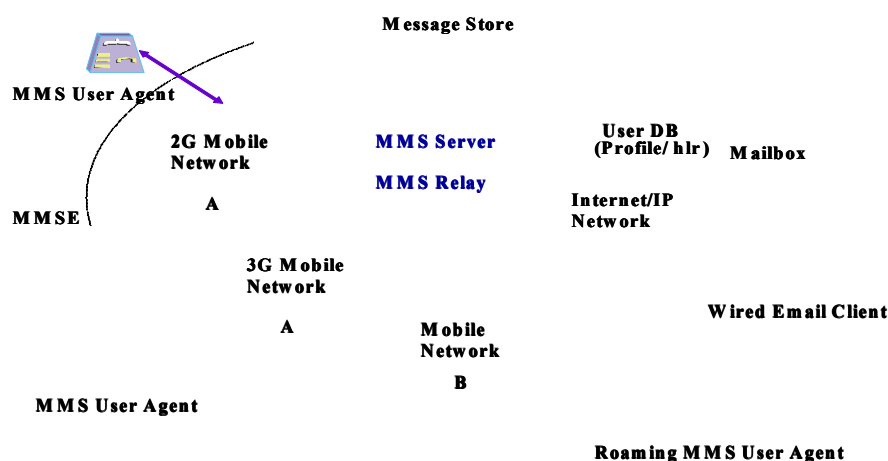 Message Store
MMS User Agent
2G Mobile
Network
A
MMS Server
MMS Relay
User DB
(Profile/ hlr)
Mailbox
Internet/IP
Network
MMSE
3G Mobile
Network
A
Mobile
Network
B
Wired Email Client
MMS User Agent
Roaming MMS User Agent